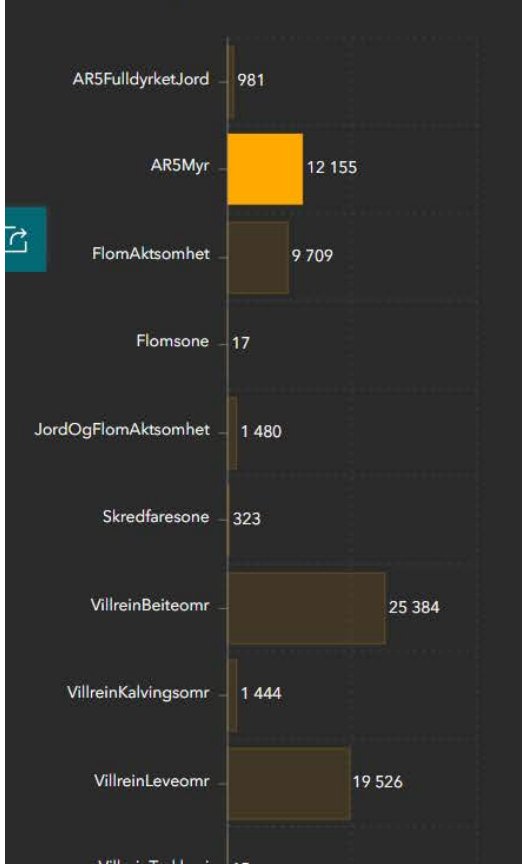 AR5FulldyrketJord 981
AR5Myr 12 155
FlomAktsomhet 9 709
Flomsone 17
JordOgFlomAktsomhet 1 480
Skredfaresone 323
VillreinBeiteomr 25 384
VillreinKalvingsomr 1 444
VillreinLeveomr 19 526